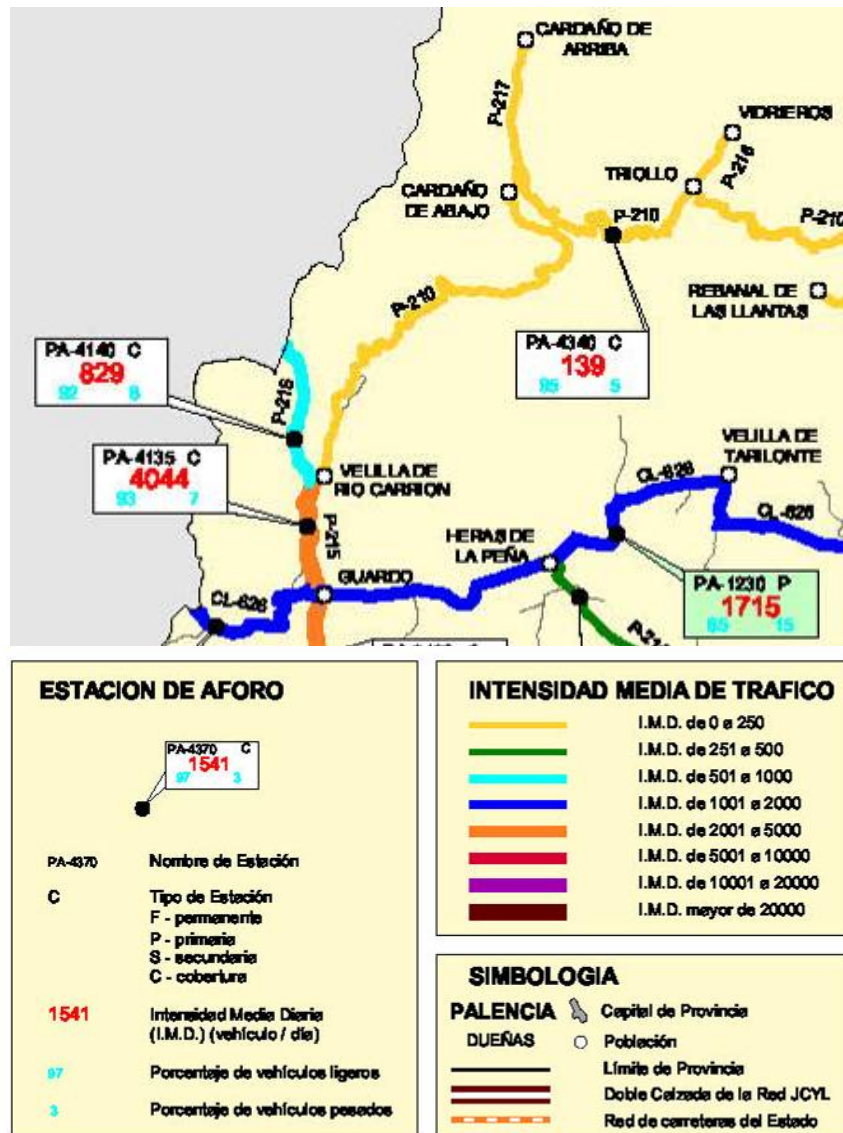 CARDAÑO DE
ARRIBA
P-217
VIDRIEROS
P-216
TRIOLLO
CARDAÑO
DE ABAJO
P-210
P-210
P-210
REBANAL DE
LAS LLANTAS
PA-4140 C
829
92 8
PA-4340 C
139
95 5
P-216
PA-4135 C
4044
93 7
VELILLA DE
RIO CARRION
P-215
VELILLA DE
TARILONTE
CL-626
CL-626
HERAS DE
LA PEÑA
GUARDO
CL-626
PA-1230 P
1715
85 15
ESTACION DE AFORO
PA-4370 C
1541
97 3
PA-4370 Nombre de Estación
C Tipo de Estación
F - permanente
P - primaria
S - secundaria
C - cobertura
1541 Intensidad Media Diaria
(I.M.D.) (vehículo / día)
97 Porcentaje de vehículos ligeros
3 Porcentaje de vehículos pesados
INTENSIDAD MEDIA DE TRAFICO
I.M.D. de 0 a 250
I.M.D. de 251 a 500
I.M.D. de 501 a 1000
I.M.D. de 1001 a 2000
I.M.D. de 2001 a 5000
I.M.D. de 5001 a 10000
I.M.D. de 10001 a 20000
I.M.D. mayor de 20000
SIMBOLOGIA
PALENCIA Capital de Provincia
DUEÑAS Población
Límite de Provincia
Doble Calzada de la Red JCYL
Red de carreteras del Estado